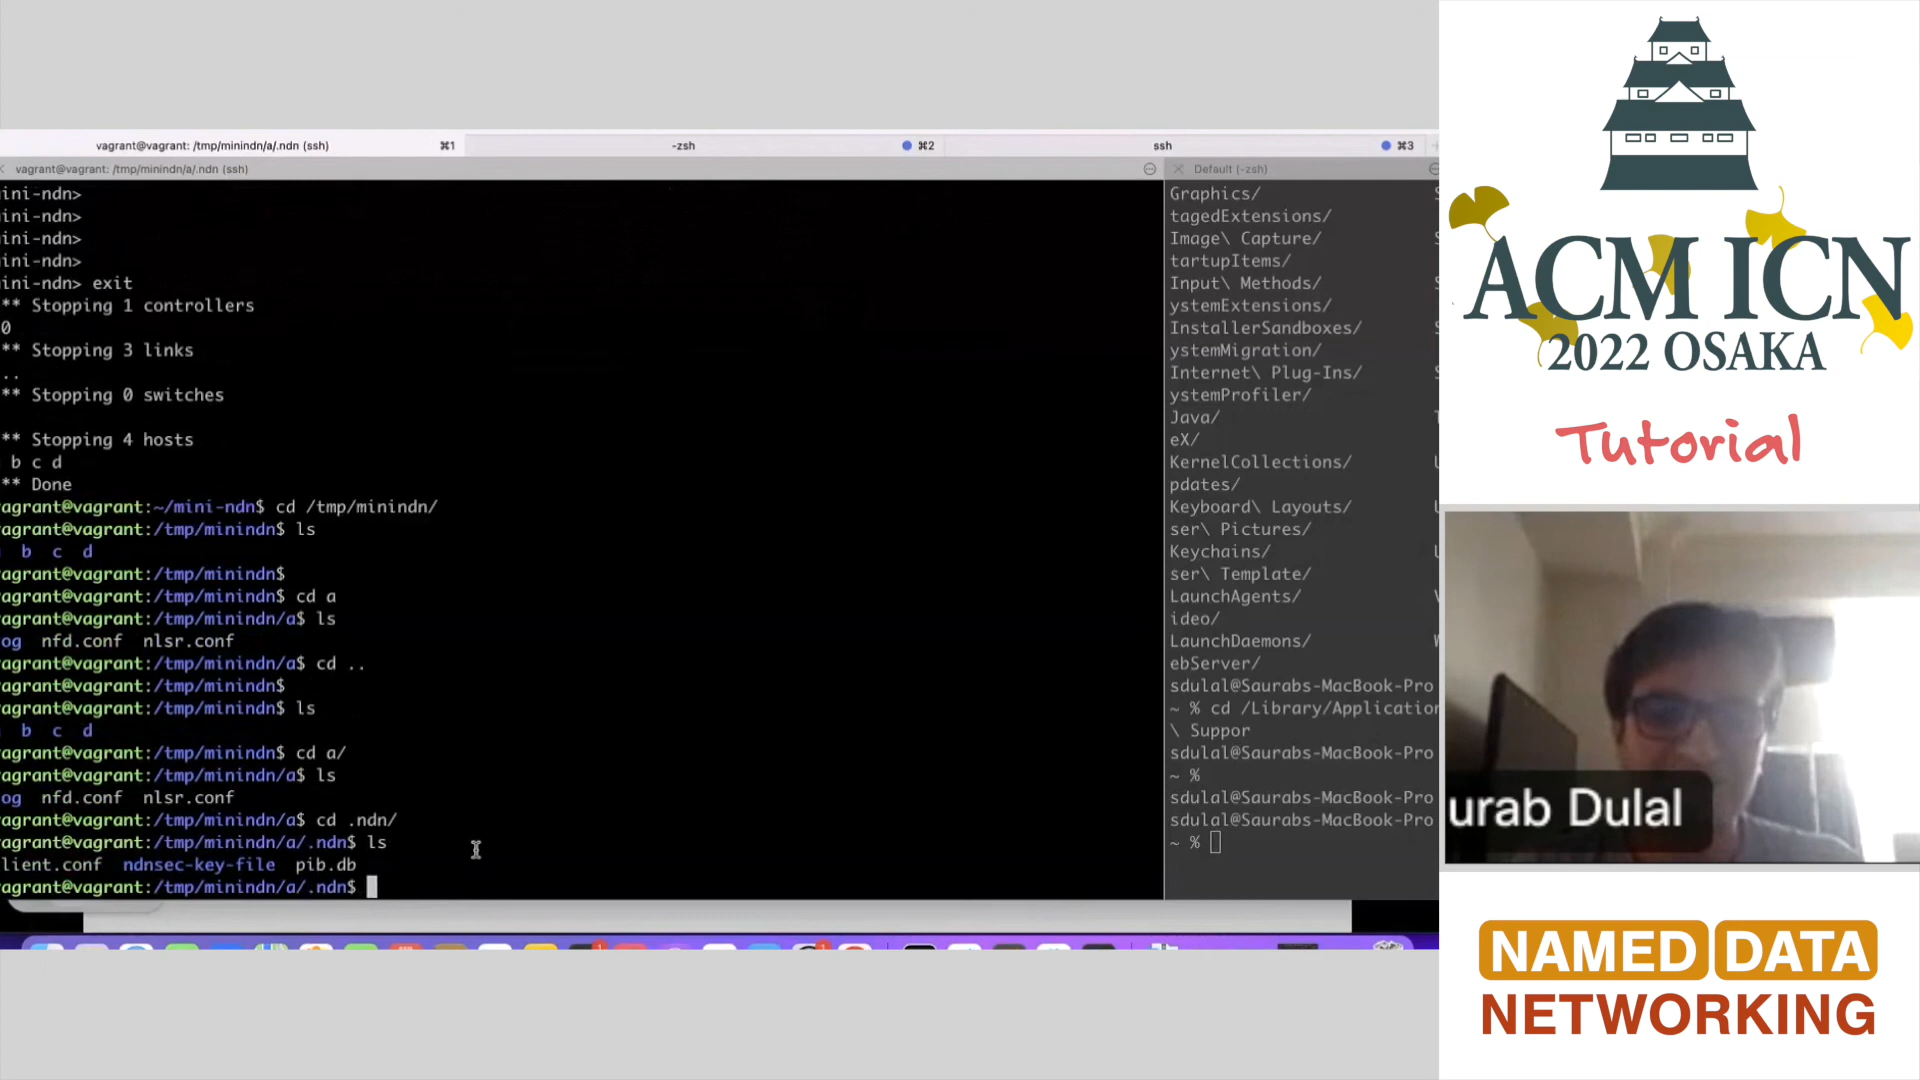 vagrant@vagrant: /tmp/minindn/a/.ndn (ssh)
⌘1
-zsh
⌘2
ssh
⌘3
vagrant@vagrant: /tmp/minindn/a/.ndn (ssh)
ini-ndn>
ini-ndn>
ini-ndn>
ini-ndn>
ini-ndn> exit
** Stopping 1 controllers
0
** Stopping 3 links
..
** Stopping 0 switches
** Stopping 4 hosts
b c d
** Done
agrant@vagrant:~/mini-ndn$ cd /tmp/minindn/
agrant@vagrant:/tmp/minindn$ ls
b c d
agrant@vagrant:/tmp/minindn$
agrant@vagrant:/tmp/minindn$ cd a
agrant@vagrant:/tmp/minindn/a$ ls
og nfd.conf nlsr.conf
agrant@vagrant:/tmp/minindn/a$ cd ..
agrant@vagrant:/tmp/minindn$
agrant@vagrant:/tmp/minindn$ ls
b c d
agrant@vagrant:/tmp/minindn$ cd a/
agrant@vagrant:/tmp/minindn/a$ ls
og nfd.conf nlsr.conf
agrant@vagrant:/tmp/minindn/a$ cd .ndn/
agrant@vagrant:/tmp/minindn/a/.ndn$ ls
lient.conf ndnsec-key-file pib.db
agrant@vagrant:/tmp/minindn/a/.ndn$
Default (-zsh)
Graphics/
tagedExtensions/
Image\ Capture/
tartupItems/
Input\ Methods/
ystemExtensions/
InstallerSandboxes/
ystemMigration/
Internet\ Plug-Ins/
ystemProfiler/
Java/
eX/
KernelCollections/
pdates/
Keyboard\ Layouts/
ser\ Pictures/
Keychains/
ser\ Template/
LaunchAgents/
ideo/
LaunchDaemons/
ebServer/
sdulal@Saurabs-MacBook-Pro
~ % cd /Library/Application
\ Suppor
sdulal@Saurabs-MacBook-Pro
~ %
sdulal@Saurabs-MacBook-Pro
sdulal@Saurabs-MacBook-Pro
~ %
ACM ICN
2022 OSAKA
Tutorial
urab Dulal
NAMED DATA
NETWORKING